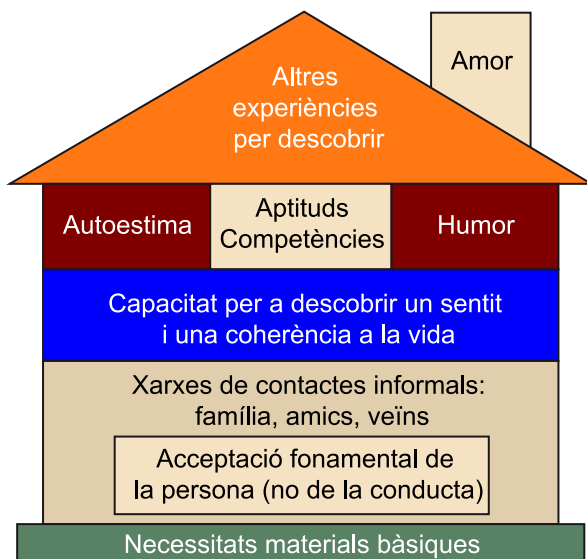 Amor
Altres
experiències
per descobrir
Autoestima
Aptituds
Competències
Humor
Capacitat per a descobrir un sentit
i una coherència a la vida
Xarxes de contactes informals:
família, amics, veïns
Acceptació fonamental de
la persona (no de la conducta)
Necessitats materials bàsiques